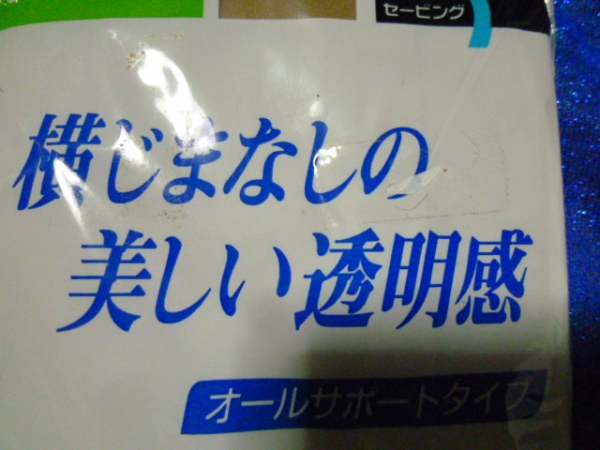 セービング
横じまなしの
美しい透明感
オールサポートタイプ